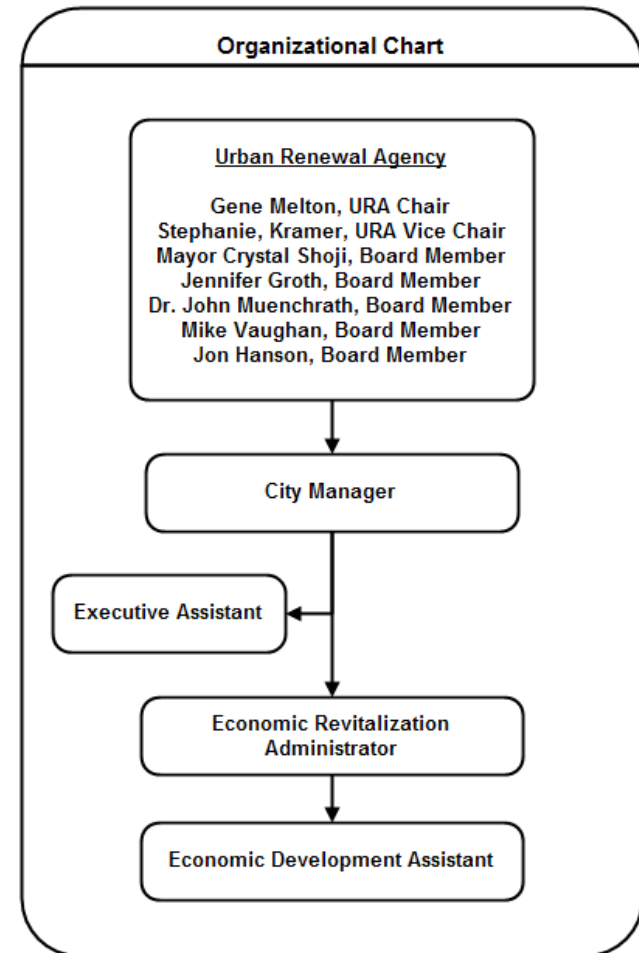 Organizational Chart
Urban Renewal Agency
Gene Melton, URA Chair
Stephanie, Kramer, URA Vice Chair
Mayor Crystal Shoji, Board Member
Jennifer Groth, Board Member
Dr. John Muenchrath, Board Member
Mike Vaughan, Board Member
Jon Hanson, Board Member
City Manager
Executive Assistant
Economic Revitalization
Administrator
Economic Development Assistant